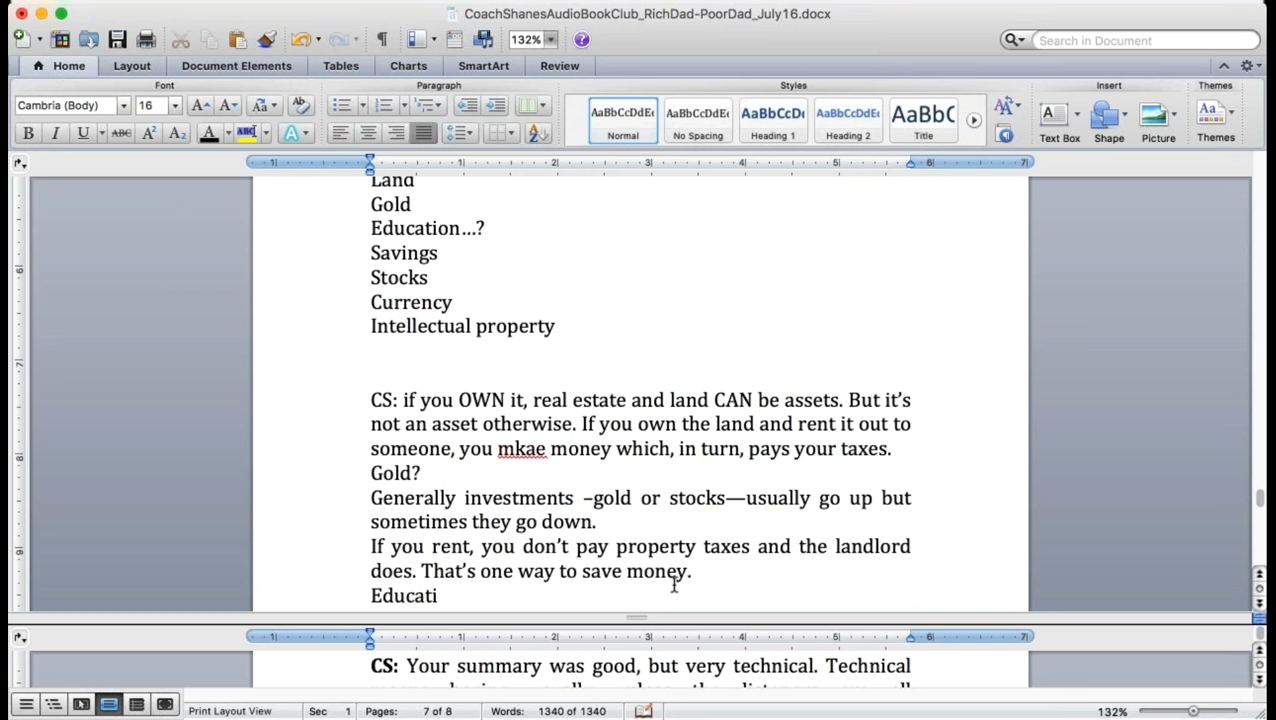 CoachShanesAudioBookClub_RichDad-PoorDad_July16.docx
132%
Search in Document
Home Layout Document Elements Tables Charts SmartArt Review
Font Paragraph Styles Insert Themes
Cambria (Body) 16
AaBbCcDdEe AaBbCcDdEe AaBbCcDc AaBbCcDdEe AaBbC
Normal No Spacing Heading 1 Heading 2 Title
Text Box Shape Picture Themes
Land
Gold
Education…?
Savings
Stocks
Currency
Intellectual property
CS: if you OWN it, real estate and land CAN be assets. But it’s
not an asset otherwise. If you own the land and rent it out to
someone, you mkae money which, in turn, pays your taxes.
Gold?
Generally investments –gold or stocks—usually go up but
sometimes they go down.
If you rent, you don’t pay property taxes and the landlord
does. That’s one way to save money.
Educati
CS: Your summary was good, but very technical. Technical
Print Layout View Sec 1 Pages: 7 of 8 Words: 1340 of 1340 132%